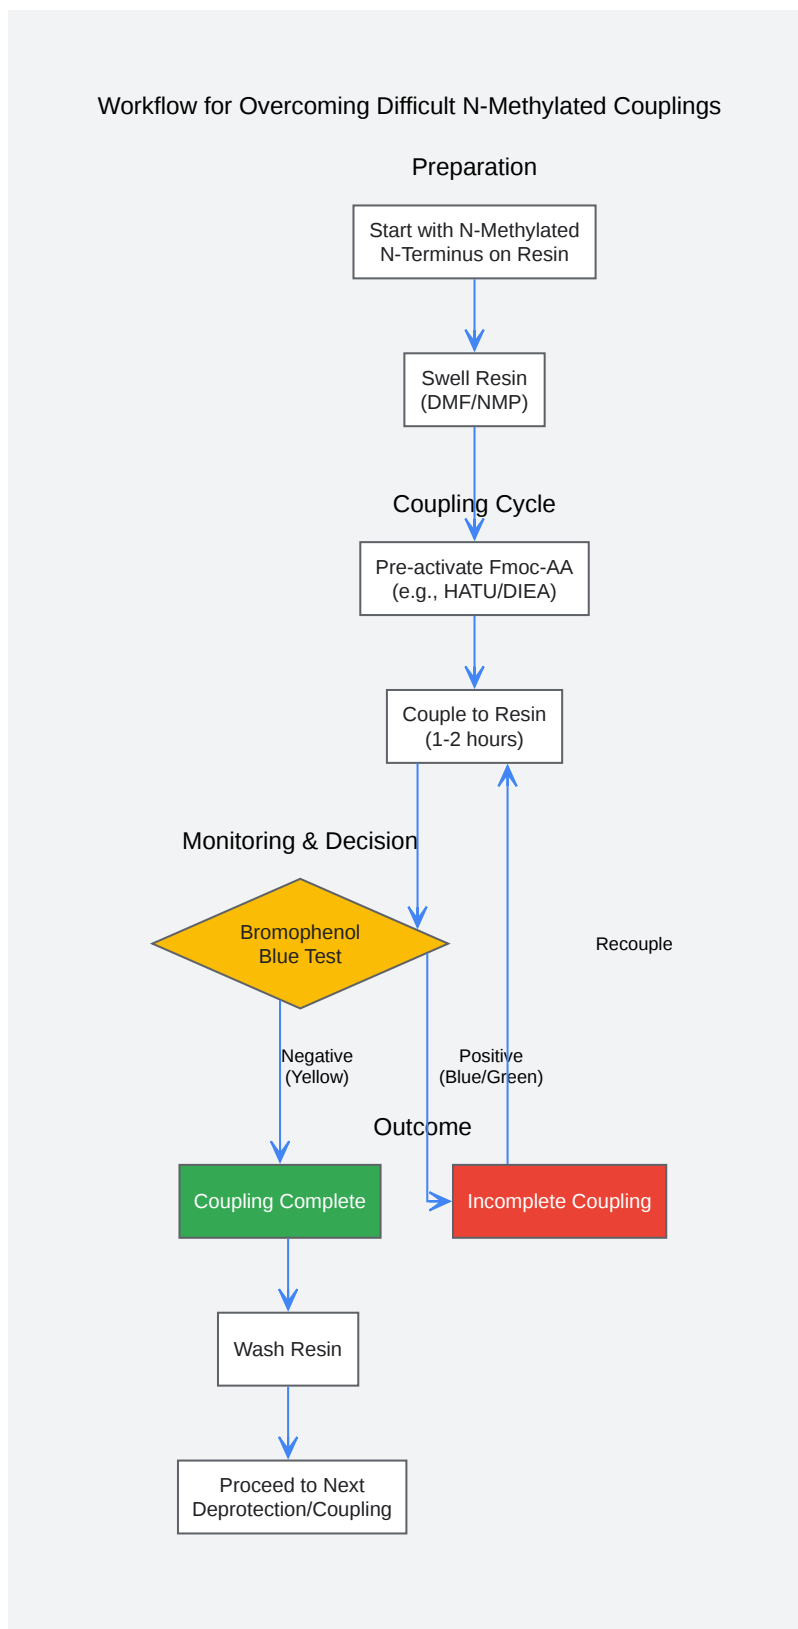 Workflow for Overcoming Difficult N-Methylated Couplings
Preparation
Start with N-Methylated
N-Terminus on Resin
Swell Resin
(DMF/NMP)
Coupling Cycle
Pre-activate Fmoc-AA
(e.g., HATU/DIEA)
Couple to Resin
(1-2 hours)
Monitoring & Decision
Bromophenol
Blue Test
Recouple
Negative
(Yellow)
Positive
(Blue/Green)
Outcome
Coupling Complete
Incomplete Coupling
Wash Resin
Proceed to Next
Deprotection/Coupling